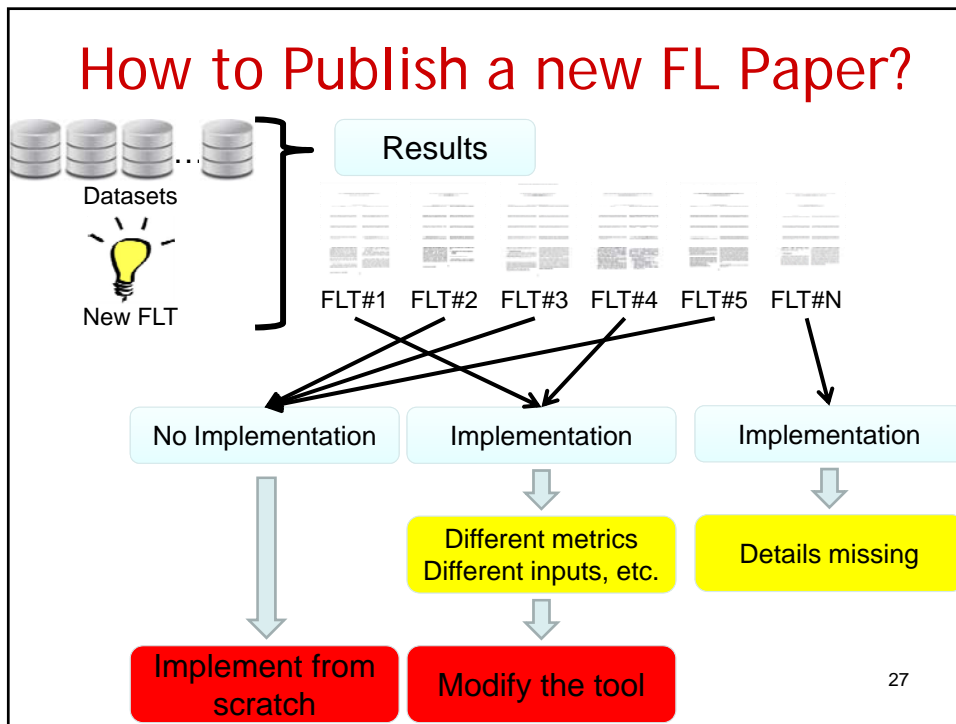 How to Publish a new FL Paper?
...
Datasets
New FLT
Results
FLT#1 FLT#2 FLT#3 FLT#4 FLT#5 FLT#N
No Implementation
Implementation
Implementation
Different metrics
Different inputs, etc.
Details missing
Implement from
scratch
Modify the tool
27